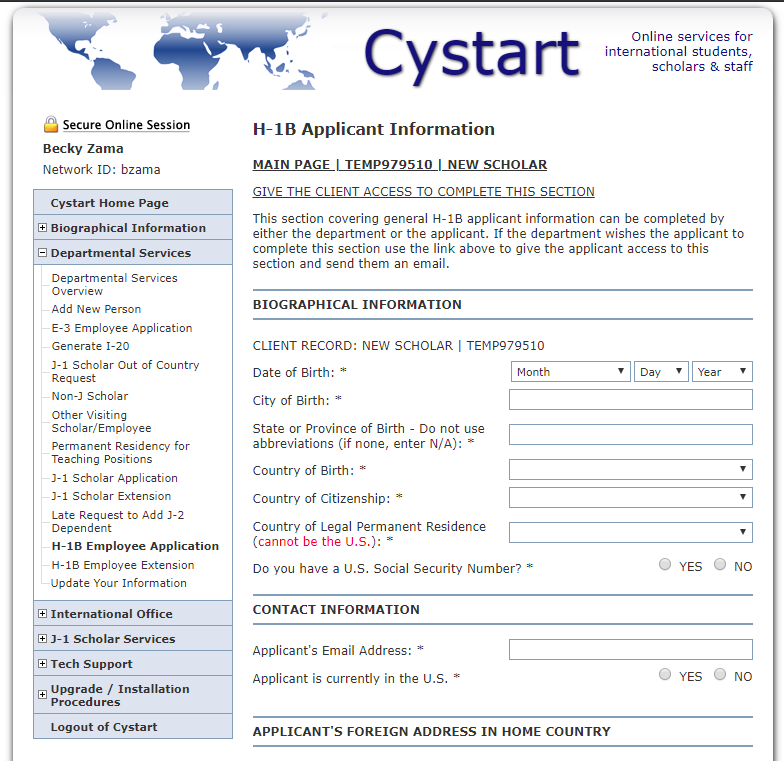 Cystart
Online services for
international students,
scholars & staff
Secure Online Session
Becky Zama
Network ID: bzama
Cystart Home Page
Biographical Information
Departmental Services
Departmental Services
Overview
Add New Person
E-3 Employee Application
Generate I-20
J-1 Scholar Out of Country
Request
Non-J Scholar
Other Visiting
Scholar/Employee
Permanent Residency for
Teaching Positions
J-1 Scholar Application
J-1 Scholar Extension
Late Request to Add J-2
Dependent
H-1B Employee Application
H-1B Employee Extension
Update Your Information
International Office
J-1 Scholar Services
Tech Support
Upgrade / Installation
Procedures
Logout of Cystart
H-1B Applicant Information
MAIN PAGE | TEMP979510 | NEW SCHOLAR
GIVE THE CLIENT ACCESS TO COMPLETE THIS SECTION
This section covering general H-1B applicant information can be completed by
either the department or the applicant. If the department wishes the applicant to
complete this section use the link above to give the applicant access to this
section and send them an email.
BIOGRAPHICAL INFORMATION
CLIENT RECORD: NEW SCHOLAR | TEMP979510
Date of Birth: * Month Day Year
City of Birth: *
State or Province of Birth - Do not use
abbreviations (if none, enter N/A): *
Country of Birth: *
Country of Citizenship: *
Country of Legal Permanent Residence
(cannot be the U.S.): *
Do you have a U.S. Social Security Number? * YES NO
CONTACT INFORMATION
Applicant's Email Address: *
Applicant is currently in the U.S. * YES NO
APPLICANT'S FOREIGN ADDRESS IN HOME COUNTRY